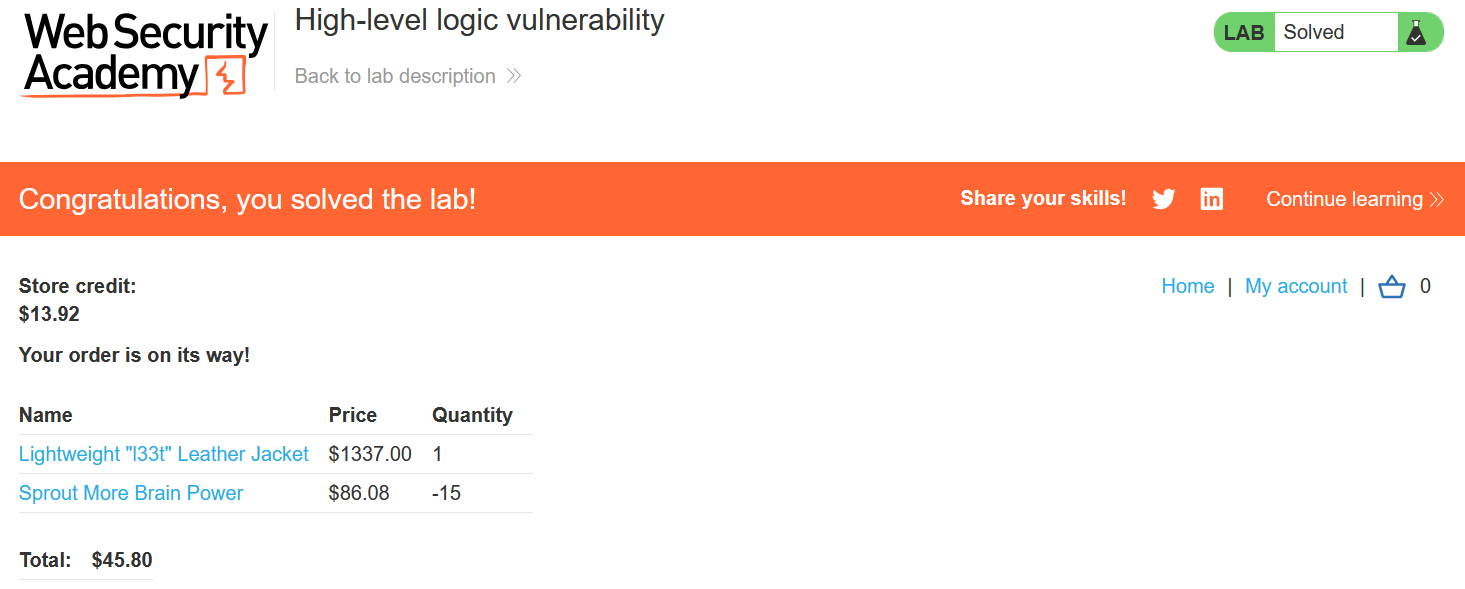 Web Security
Academy
High-level logic vulnerability
Back to lab description
LAB Solved
Congratulations, you solved the lab!
Share your skills!
in
Continue learning
Store credit:
$13.92
Home | My account | 0
Your order is on its way!
Name Price Quantity
Lightweight "l33t" Leather Jacket $1337.00 1
Sprout More Brain Power $86.08 -15
Total: $45.80